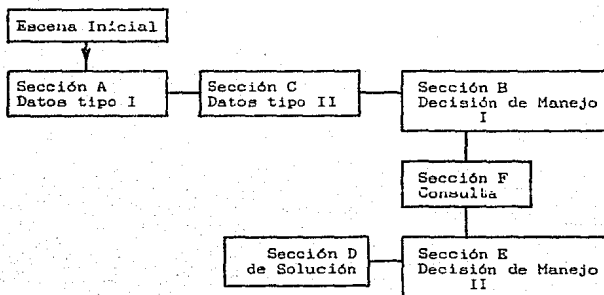 Escena Inicial
Sección A
Datos tipo I
Sección C
Datos tipo II
Sección B
Decisión de Manejo
I
Sección F
Consulta
Sección D
de Solución
Sección E
Decisión de Manejo
II